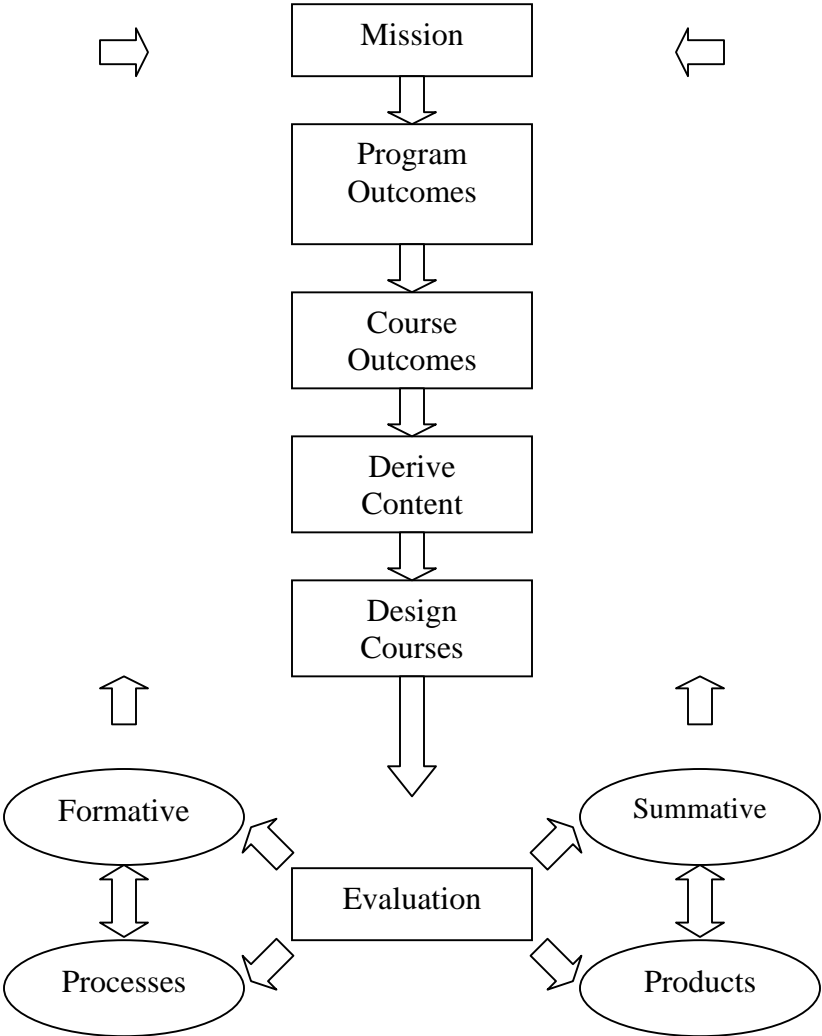 Mission
Program
Outcomes
Course
Outcomes
Derive
Content
Design
Courses
Formative
Summative
Evaluation
Processes
Products